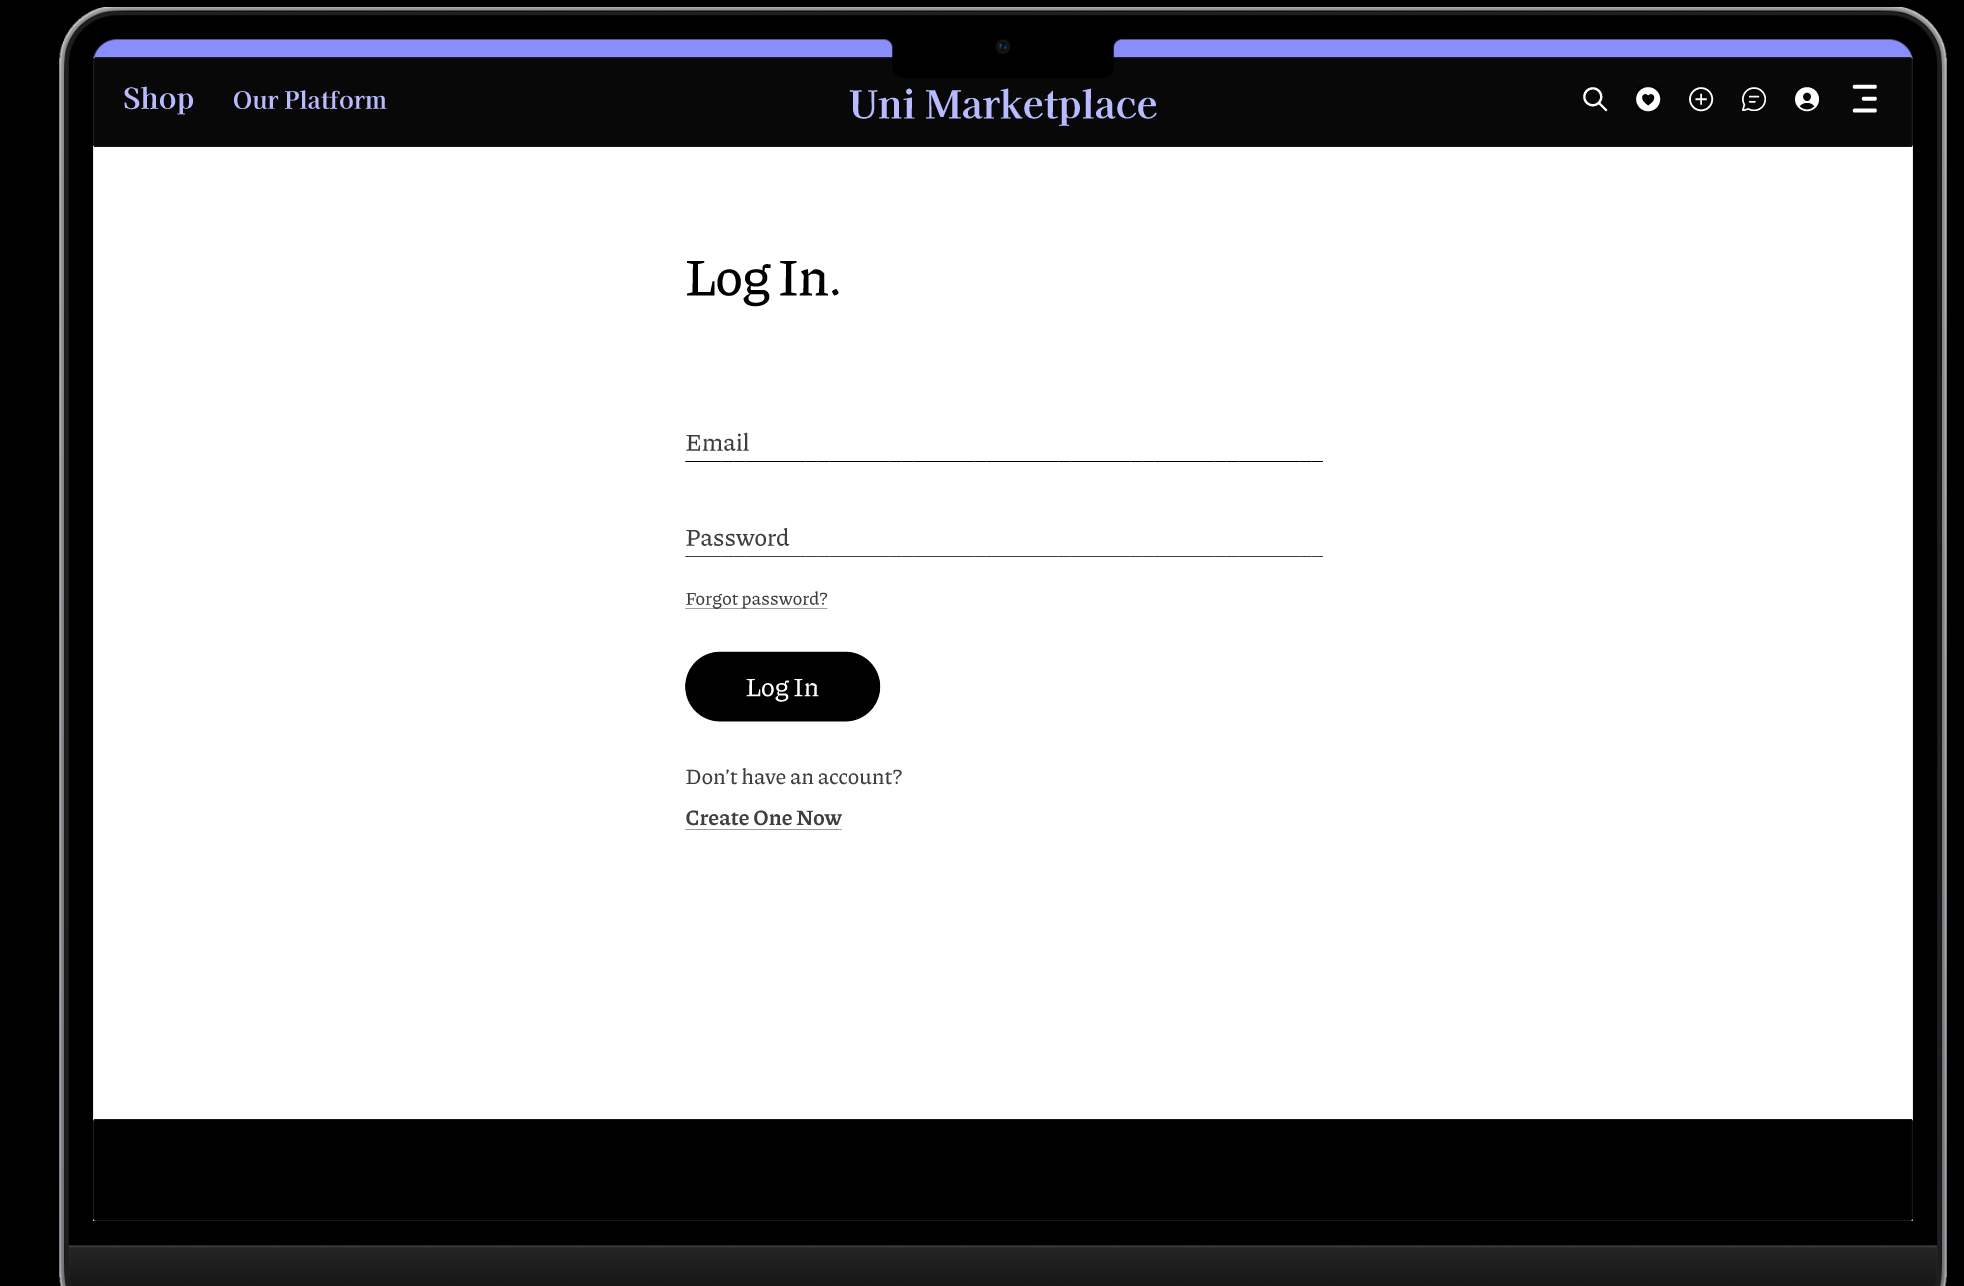 Shop Our Platform Uni Marketplace
Log In.
Email
Password
Forgot password?
Log In
Don't have an account?
Create One Now